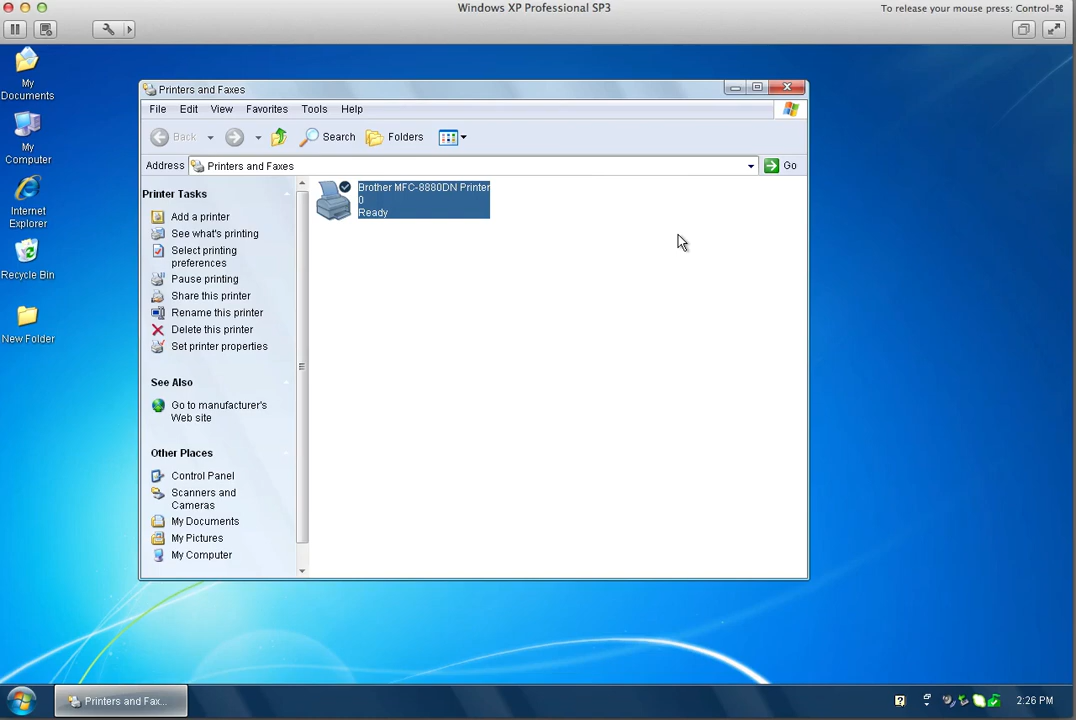 Windows XP Professional SP3
To release your mouse press: Control-⌘
My
Documents
My
Computer
Internet
Explorer
Recycle Bin
New Folder
Printers and Faxes
File Edit View Favorites Tools Help
Back Search Folders
Address Printers and Faxes Go
Printer Tasks
Add a printer
See what's printing
Select printing
preferences
Pause printing
Share this printer
Rename this printer
Delete this printer
Set printer properties
See Also
Go to manufacturer's
Web site
Other Places
Control Panel
Scanners and
Cameras
My Documents
My Pictures
My Computer
Brother MFC-8880DN Printer
0
Ready
Printers and Fax...
2:26 PM